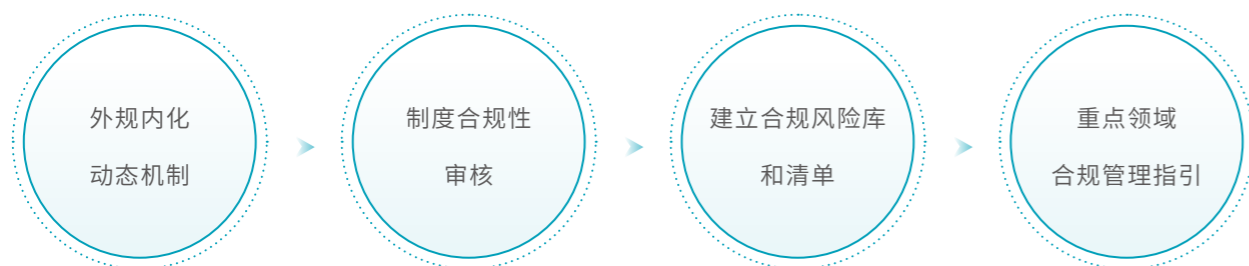 外规内化
动态机制
制度合规性
审核
建立合规风险库
和清单
重点领域
合规管理指引